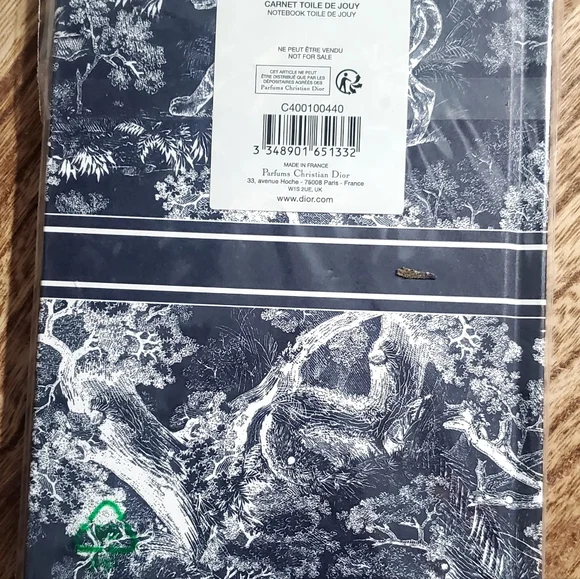 CARNET TOILE DE JOUY
NOTEBOOK TOILE DE JOUY
NE PEUT ÊTRE VENDU
NOT FOR SALE
CET ARTICLE NE PEUT
ÊTRE DISTRIBUÉ QUE PAR LES
DÉPOSITAIRES AGRÉÉS DES
Parfums Christian Dior
C400100440
3 348901 651332
MADE IN FRANCE
Parfums Christian Dior
33, avenue Hoche - 75008 Paris - France
W1S 2UE, UK
www.dior.com